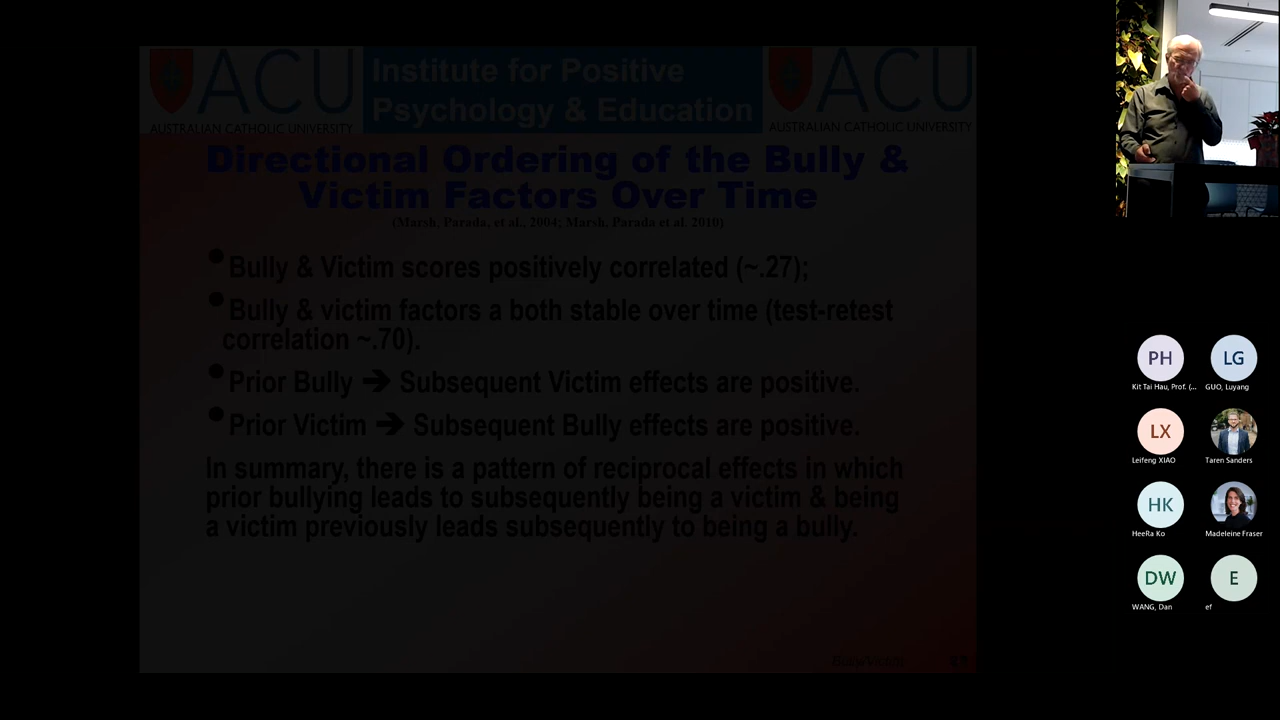 ACU
AUSTRALIAN CATHOLIC UNIVERSITY
Institute for Positive
Psychology & Education
ACU
AUSTRALIAN CATHOLIC UNIVERSITY
Directional Ordering of the Bully &
Victim Factors Over Time
(Marsh, Parada, et al., 2004; Marsh, Parada et al. 2010)
• Bully & Victim scores positively correlated (~.27);
• Bully & victim factors a both stable over time (test-retest
correlation ~.70).
• Prior Bully ➔ Subsequent Victim effects are positive.
• Prior Victim ➔ Subsequent Bully effects are positive.
In summary, there is a pattern of reciprocal effects in which
prior bullying leads to subsequently being a victim & being
a victim previously leads subsequently to being a bully.
Bully/Victim
PH
Kit Tai Hau, Prof. (...
LG
GUO, Luyang
LX
Leifeng XIAO
Taren Sanders
HK
HeeRa Ko
Madeleine Fraser
DW
WANG, Dan
E
ef